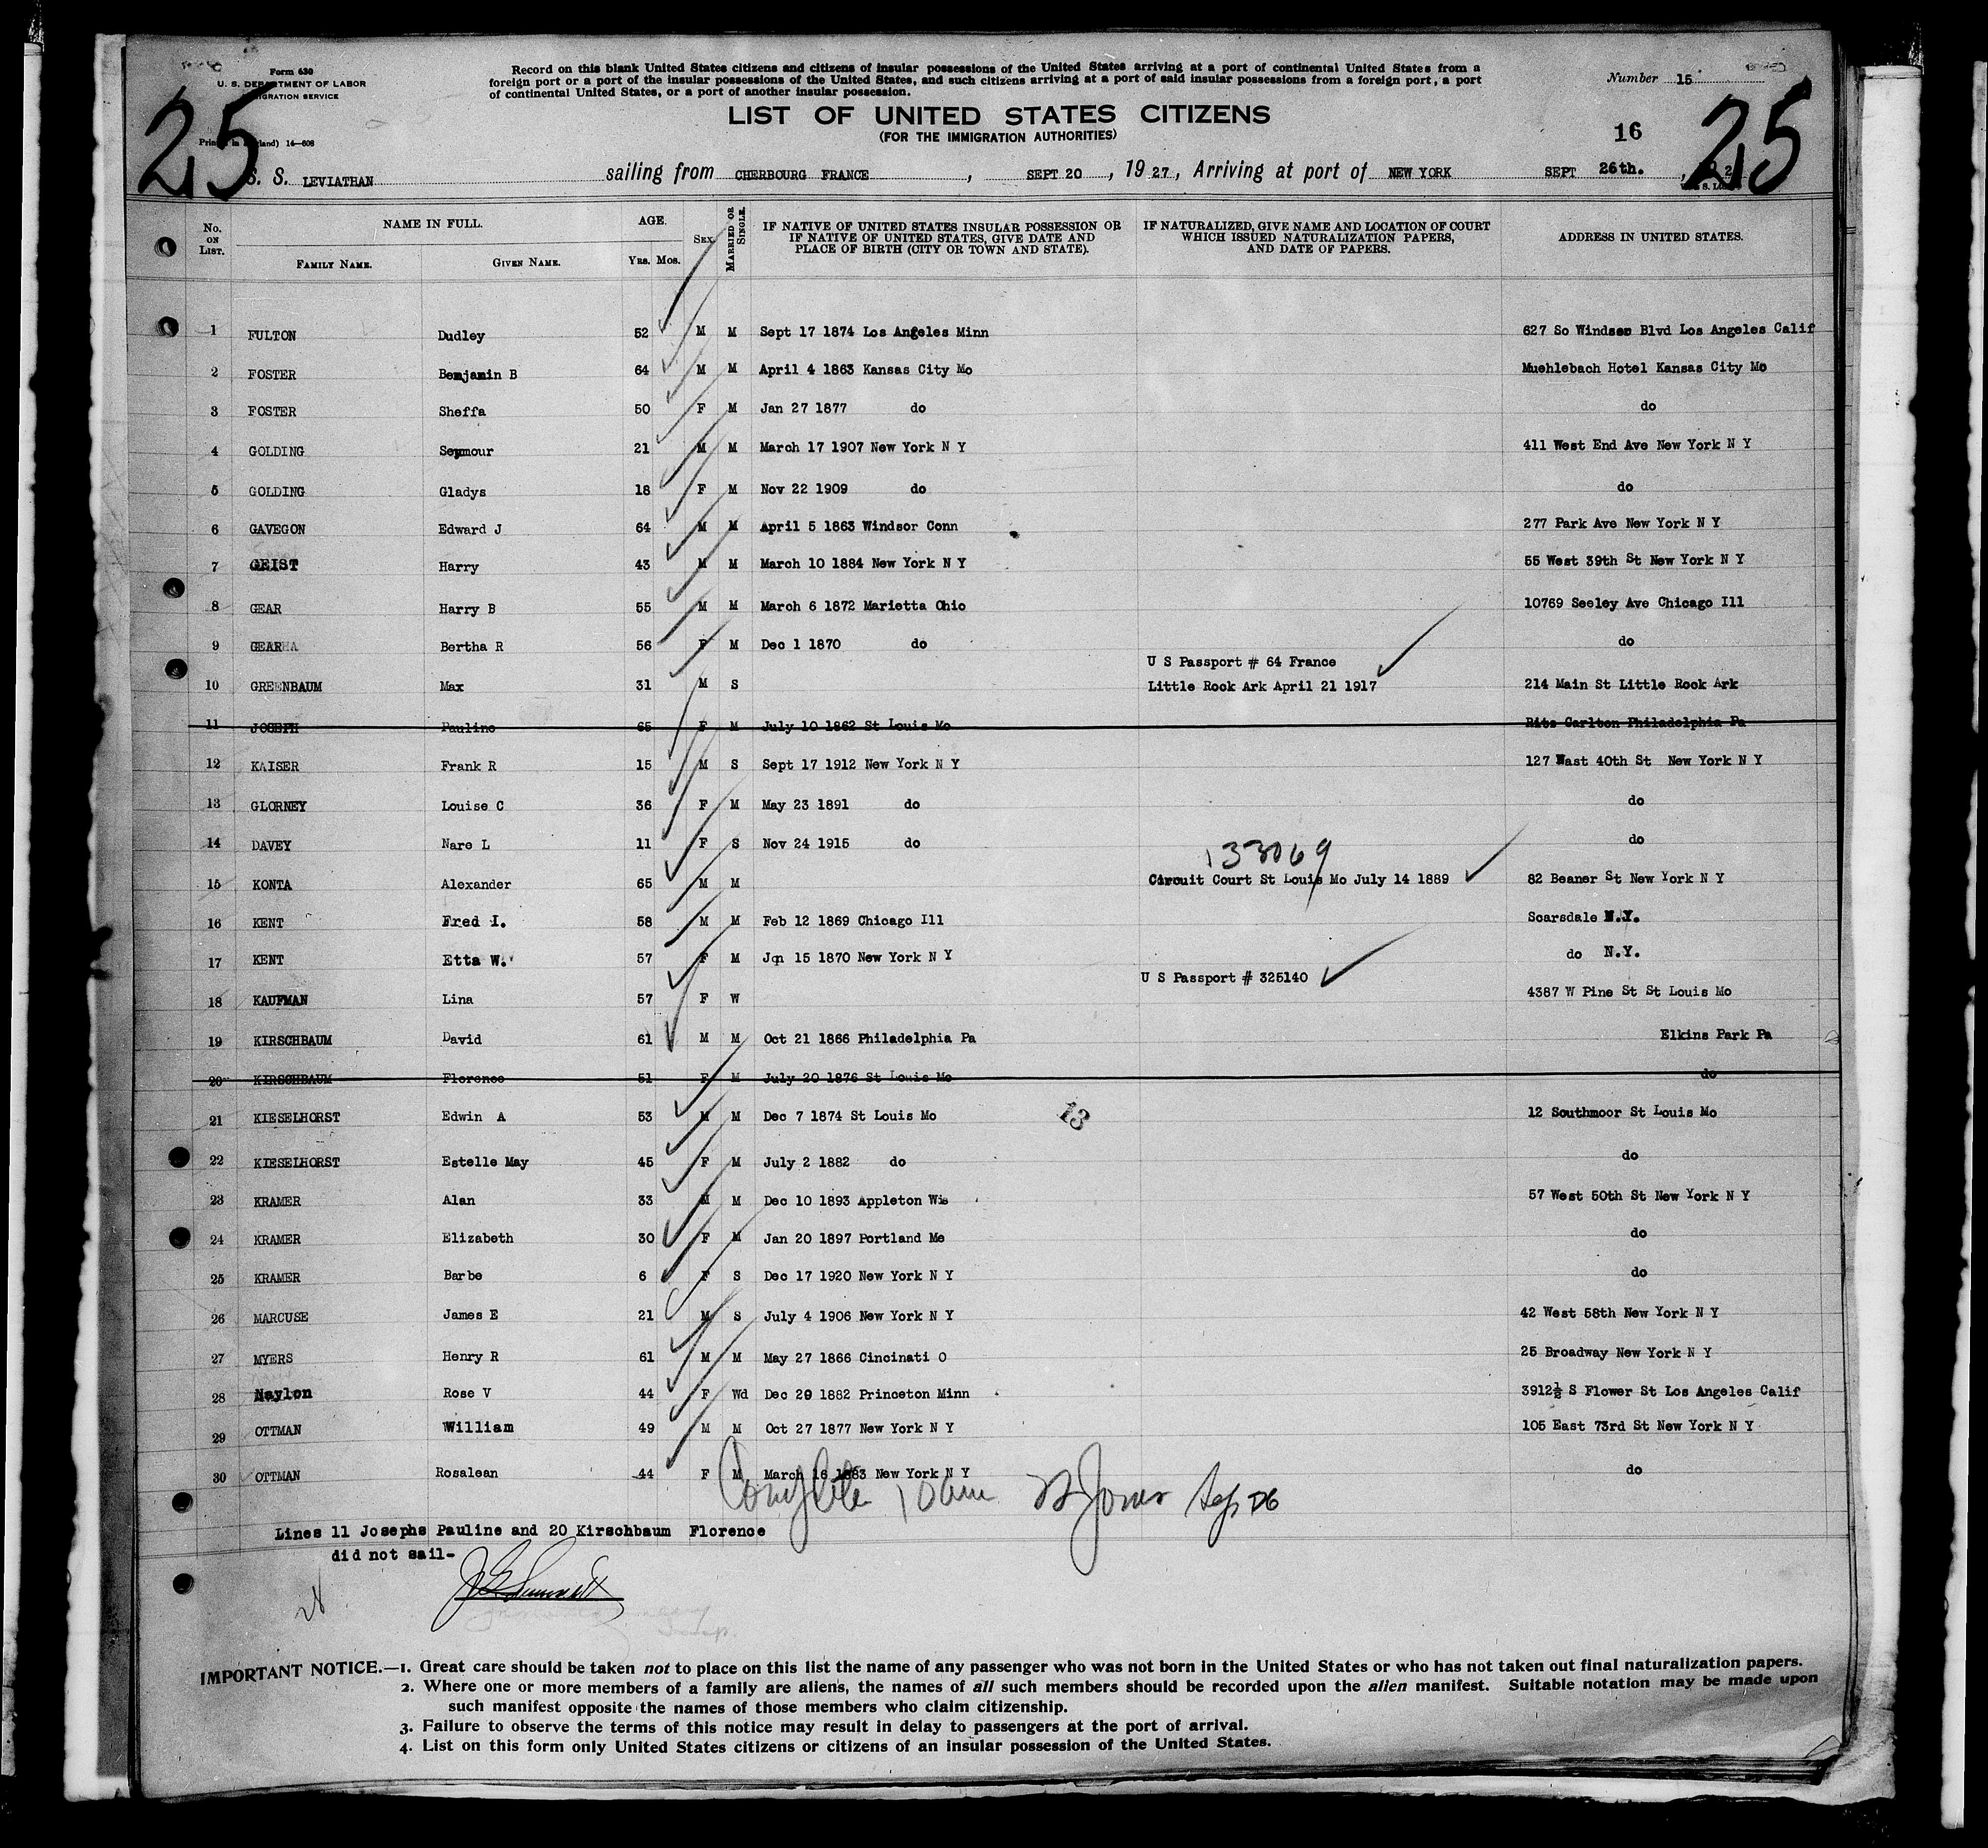 Form 630
U. S. DEPARTMENT OF LABOR
IMMIGRATION SERVICE
Record on this blank United States citizens and citizens of insular possessions of the United States arriving at a port of continental United States from a
foreign port or a port of the insular possessions of the United States, and such citizens arriving at a port of said insular possessions from a foreign port, a port
of continental United States, or a port of another insular possession.
Number 15
25
LIST OF UNITED STATES CITIZENS
(FOR THE IMMIGRATION AUTHORITIES)
16
25
14—608
S. S. LEVIATHAN sailing from CHERBOURG FRANCE, SEPT 20, 1927, Arriving at port of NEW YORK SEPT 26th.
No. ON LIST. NAME IN FULL. FAMILY NAME. GIVEN NAME. AGE. YRS. MOS. SEX. MARRIED OR SINGLE. IF NATIVE OF UNITED STATES INSULAR POSSESSION OR IF NATIVE OF UNITED STATES, GIVE DATE AND PLACE OF BIRTH (CITY OR TOWN AND STATE). IF NATURALIZED, GIVE NAME AND LOCATION OF COURT WHICH ISSUED NATURALIZATION PAPERS, AND DATE OF PAPERS. ADDRESS IN UNITED STATES.
1 FULTON Dudley 52 M M Sept 17 1874 Los Angeles Minn 627 So Windsor Blvd Los Angeles Calif
2 FOSTER Benjamin B 64 M M April 4 1863 Kansas City Mo Muehlebach Hotel Kansas City Mo
3 FOSTER Sheffa 50 F M Jan 27 1877 do do
4 GOLDING Seymour 21 M M March 17 1907 New York N Y 411 West End Ave New York N Y
5 GOLDING Gladys 18 F M Nov 22 1909 do do
6 GAVEGON Edward J 64 M M April 5 1863 Windsor Conn 277 Park Ave New York N Y
7 GEIST Harry 43 M M March 10 1884 New York N Y 55 West 39th St New York N Y
8 GEAR Harry B 55 M M March 6 1872 Marietta Ohio 10769 Seeley Ave Chicago Ill
9 GEAR Bertha R 56 F M Dec 1 1870 do do
U S Passport # 64 France
10 GREENBAUM Max 31 M S Little Rock Ark April 21 1917 214 Main St Little Rock Ark
11 JOSEPH Pauline 65 F M July 10 1862 St Louis Mo Ritz Carlton Philadelphia Pa
12 KAISER Frank R 15 M S Sept 17 1912 New York N Y 127 West 40th St New York N Y
13 GLORNEY Louise C 36 F M May 23 1891 do do
14 DAVEY Nare L 11 F S Nov 24 1915 do do
133069
15 KONTA Alexander 65 M M Circuit Court St Louis Mo July 14 1889 82 Beaner St New York N Y
16 KENT Fred I. 58 M M Feb 12 1869 Chicago Ill Scarsdale N.Y.
17 KENT Etta W. 57 F M Jan 15 1870 New York N Y do N.Y.
U S Passport # 325140
18 KAUFMAN Lina 57 F W 4387 W Pine St St Louis Mo
19 KIRSCHBAUM David 61 M M Oct 21 1866 Philadelphia Pa Elkins Park Pa
20 KIRSCHBAUM Florence 51 F M July 20 1876 St Louis Mo do
21 KIESELHORST Edwin A 53 M M Dec 7 1874 St Louis Mo 13 12 Southmoor St Louis Mo
22 KIESELHORST Estelle May 45 F M July 2 1882 do do
23 KRAMER Alan 33 M M Dec 10 1893 Appleton Wis 57 West 50th St New York N Y
24 KRAMER Elizabeth 30 F M Jan 20 1897 Portland Me do
25 KRAMER Barbe 6 F S Dec 17 1920 New York N Y do
26 MARCUSE James E 21 M S July 4 1906 New York N Y 42 West 58th New York N Y
27 MYERS Henry R 61 M M May 27 1866 Cincinati O 25 Broadway New York N Y
28 Naylon Rose V 44 F Wd Dec 29 1882 Princeton Minn 3912½ S Flower St Los Angeles Calif
29 OTTMAN William 49 M M Oct 27 1877 New York N Y 105 East 73rd St New York N Y
30 OTTMAN Rosalean 44 F M March 16 1883 New York N Y do
Complete 10am Jones Sep 26
Lines 11 Josephs Pauline and 20 Kirschbaum Florence
did not sail-
28
IMPORTANT NOTICE.—1. Great care should be taken not to place on this list the name of any passenger who was not born in the United States or who has not taken out final naturalization papers.
2. Where one or more members of a family are aliens, the names of all such members should be recorded upon the alien manifest. Suitable notation may be made upon
such manifest opposite the names of those members who claim citizenship.
3. Failure to observe the terms of this notice may result in delay to passengers at the port of arrival.
4. List on this form only United States citizens or citizens of an insular possession of the United States.